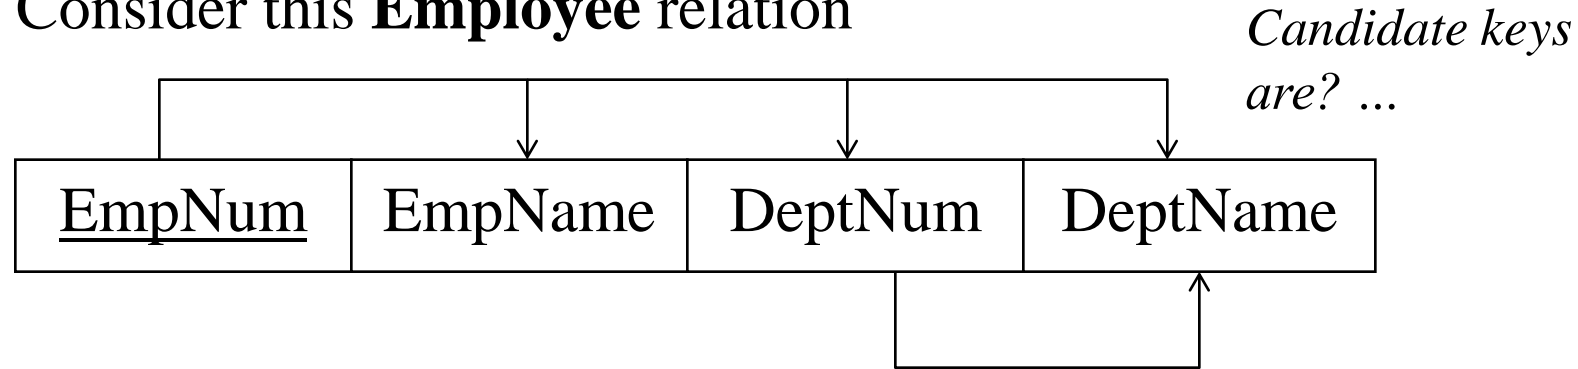 Consider this Employee relation
Candidate keys
are? ...
EmpNum EmpName DeptNum DeptName